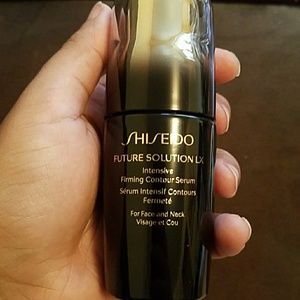 SHISEIDO
FUTURE SOLUTION LX
Intensive
Firming Contour Serum
Sérum Intensif Contours
Fermeté
For Face and Neck
Visage et Cou